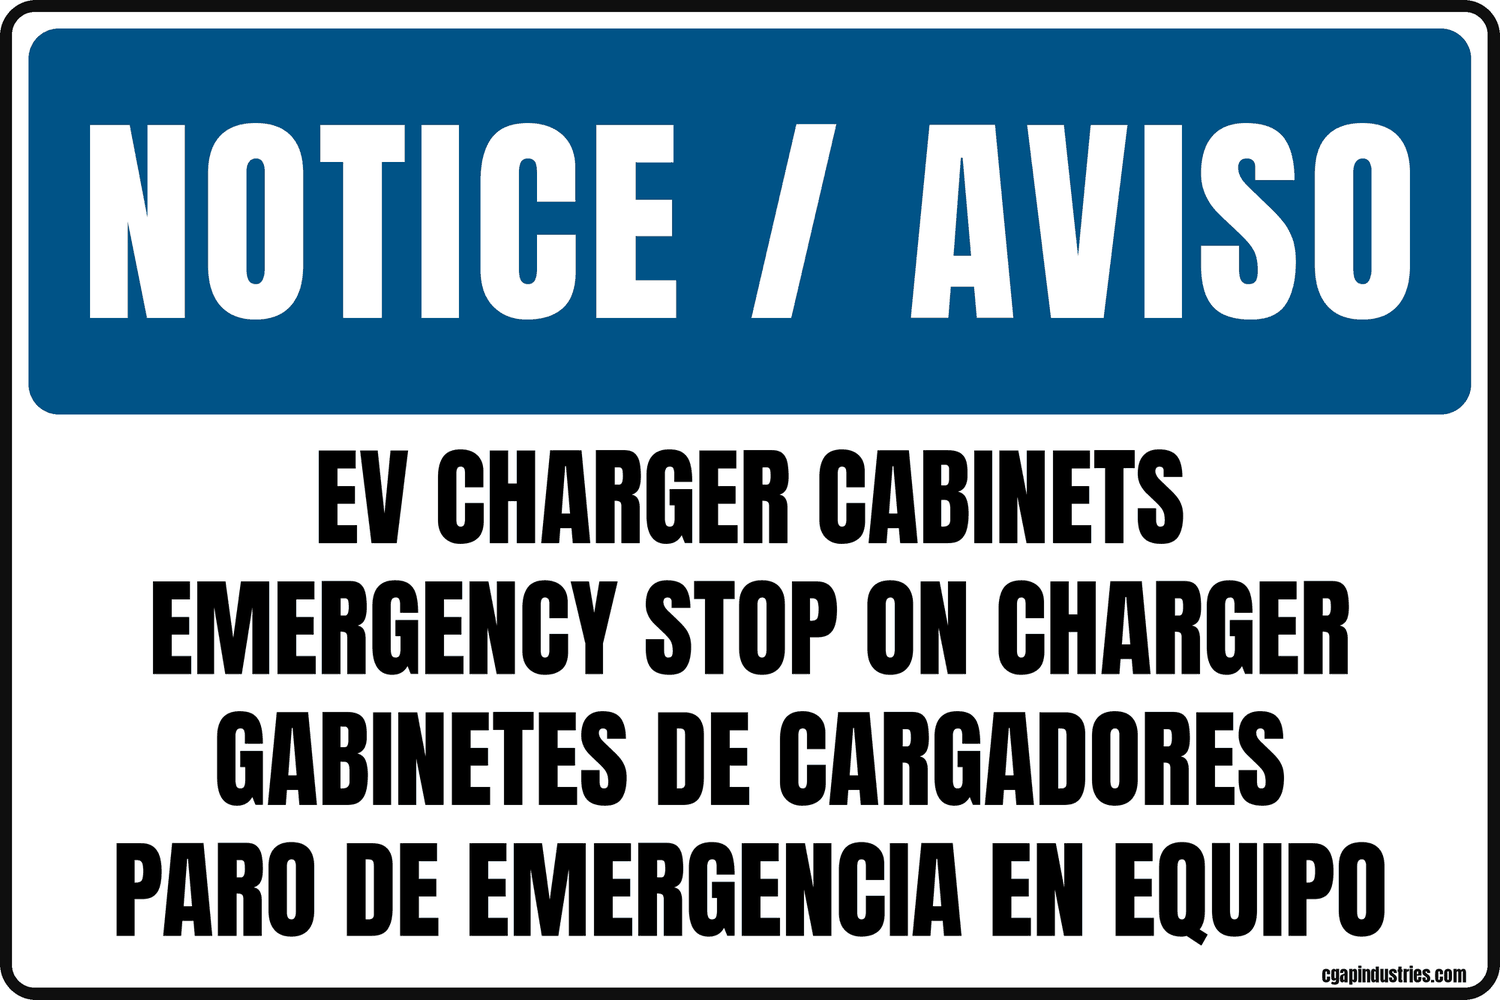 NOTICE / AVISO
EV CHARGER CABINETS
EMERGENCY STOP ON CHARGER
GABINETES DE CARGADORES
PARO DE EMERGENCIA EN EQUIPO
cgapindustries.com